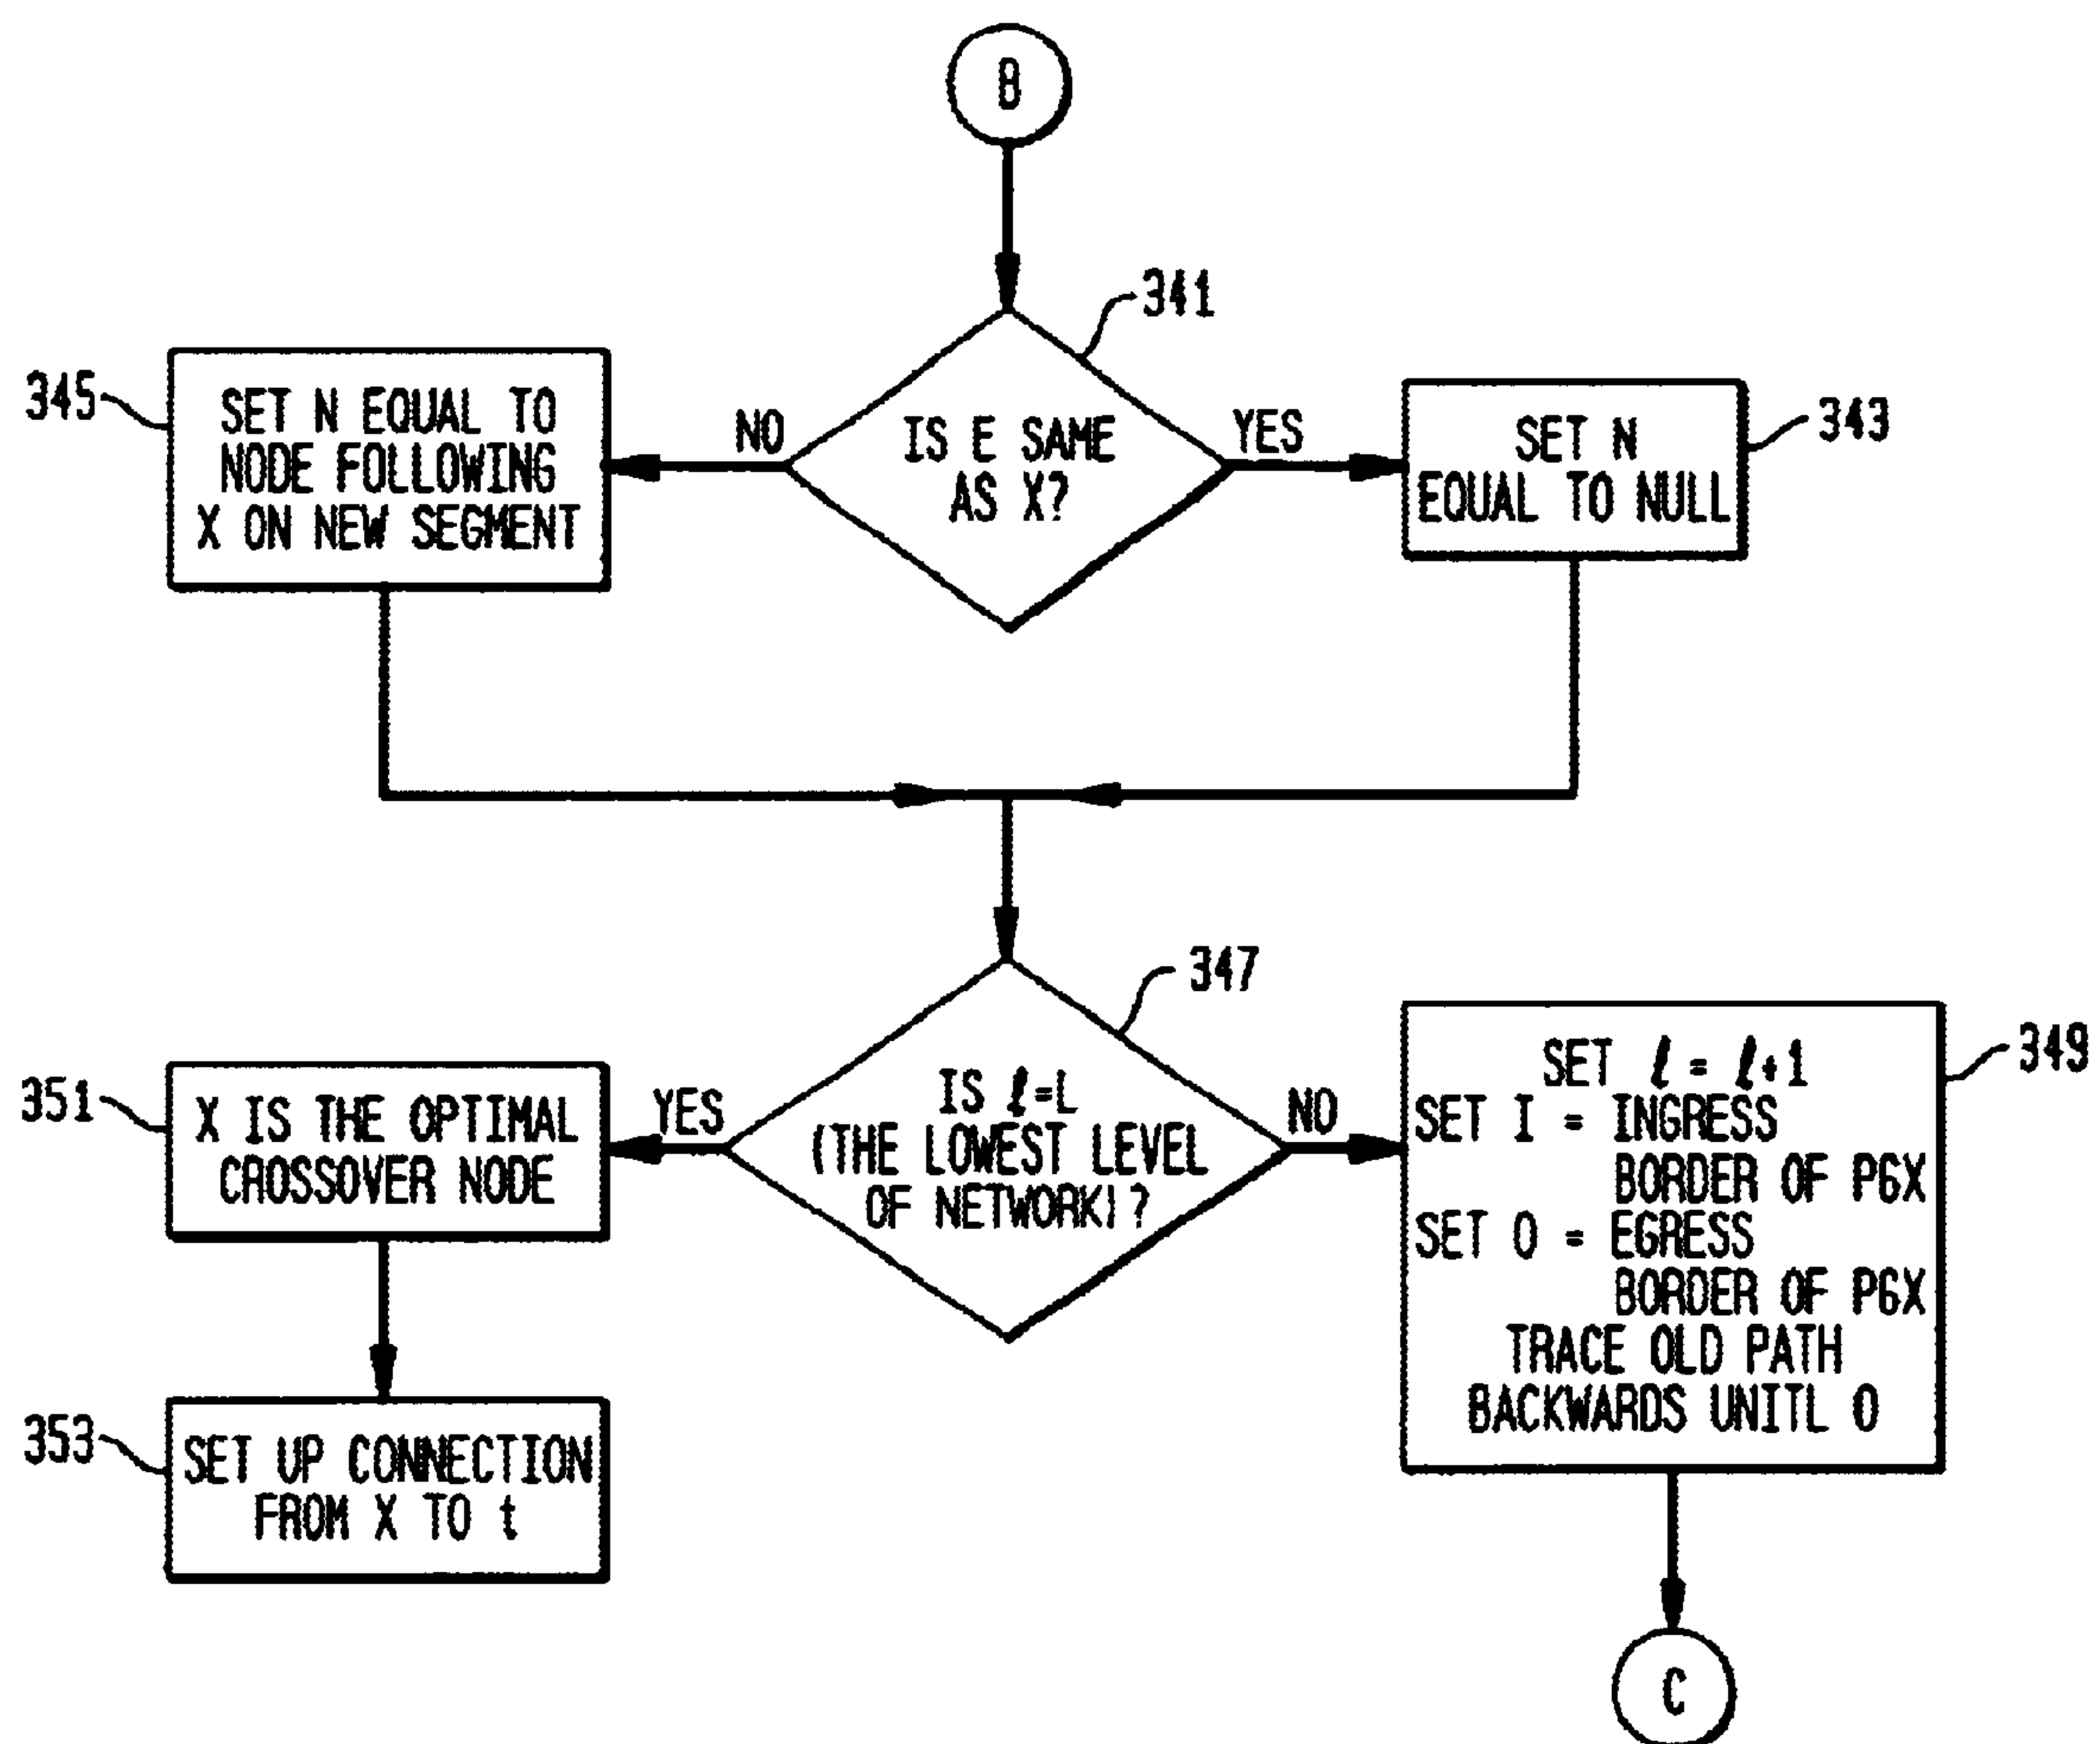 B
341
345
SET N EQUAL TO
NODE FOLLOWING
X ON NEW SEGMENT
NO
IS E SAME
AS X?
YES
SET N
EQUAL TO NULL
343
347
351
X IS THE OPTIMAL
CROSSOVER NODE
YES
IS ℓ=L
(THE LOWEST LEVEL
OF NETWORK)?
NO
SET ℓ = ℓ+1
SET I = INGRESS
BORDER OF PGX
SET O = EGRESS
BORDER OF PGX
TRACE OLD PATH
BACKWARDS UNITL O
349
353
SET UP CONNECTION
FROM X TO t
C